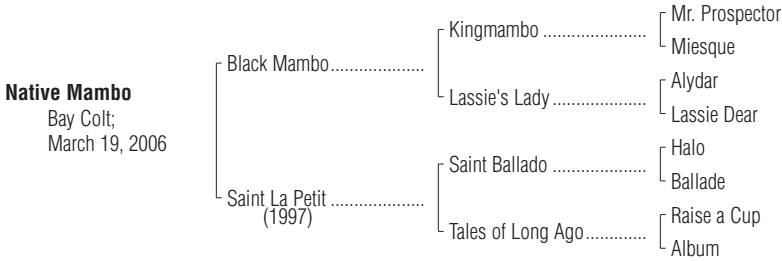 Native Mambo
Bay Colt;
March 19, 2006
Black Mambo....................
Saint La Petit ....................
(1997)
Kingmambo ......................
Lassie's Lady ....................
Saint Ballado ....................
Tales of Long Ago.............
Mr. Prospector
Miesque
Alydar
Lassie Dear
Halo
Ballade
Raise a Cup
Album